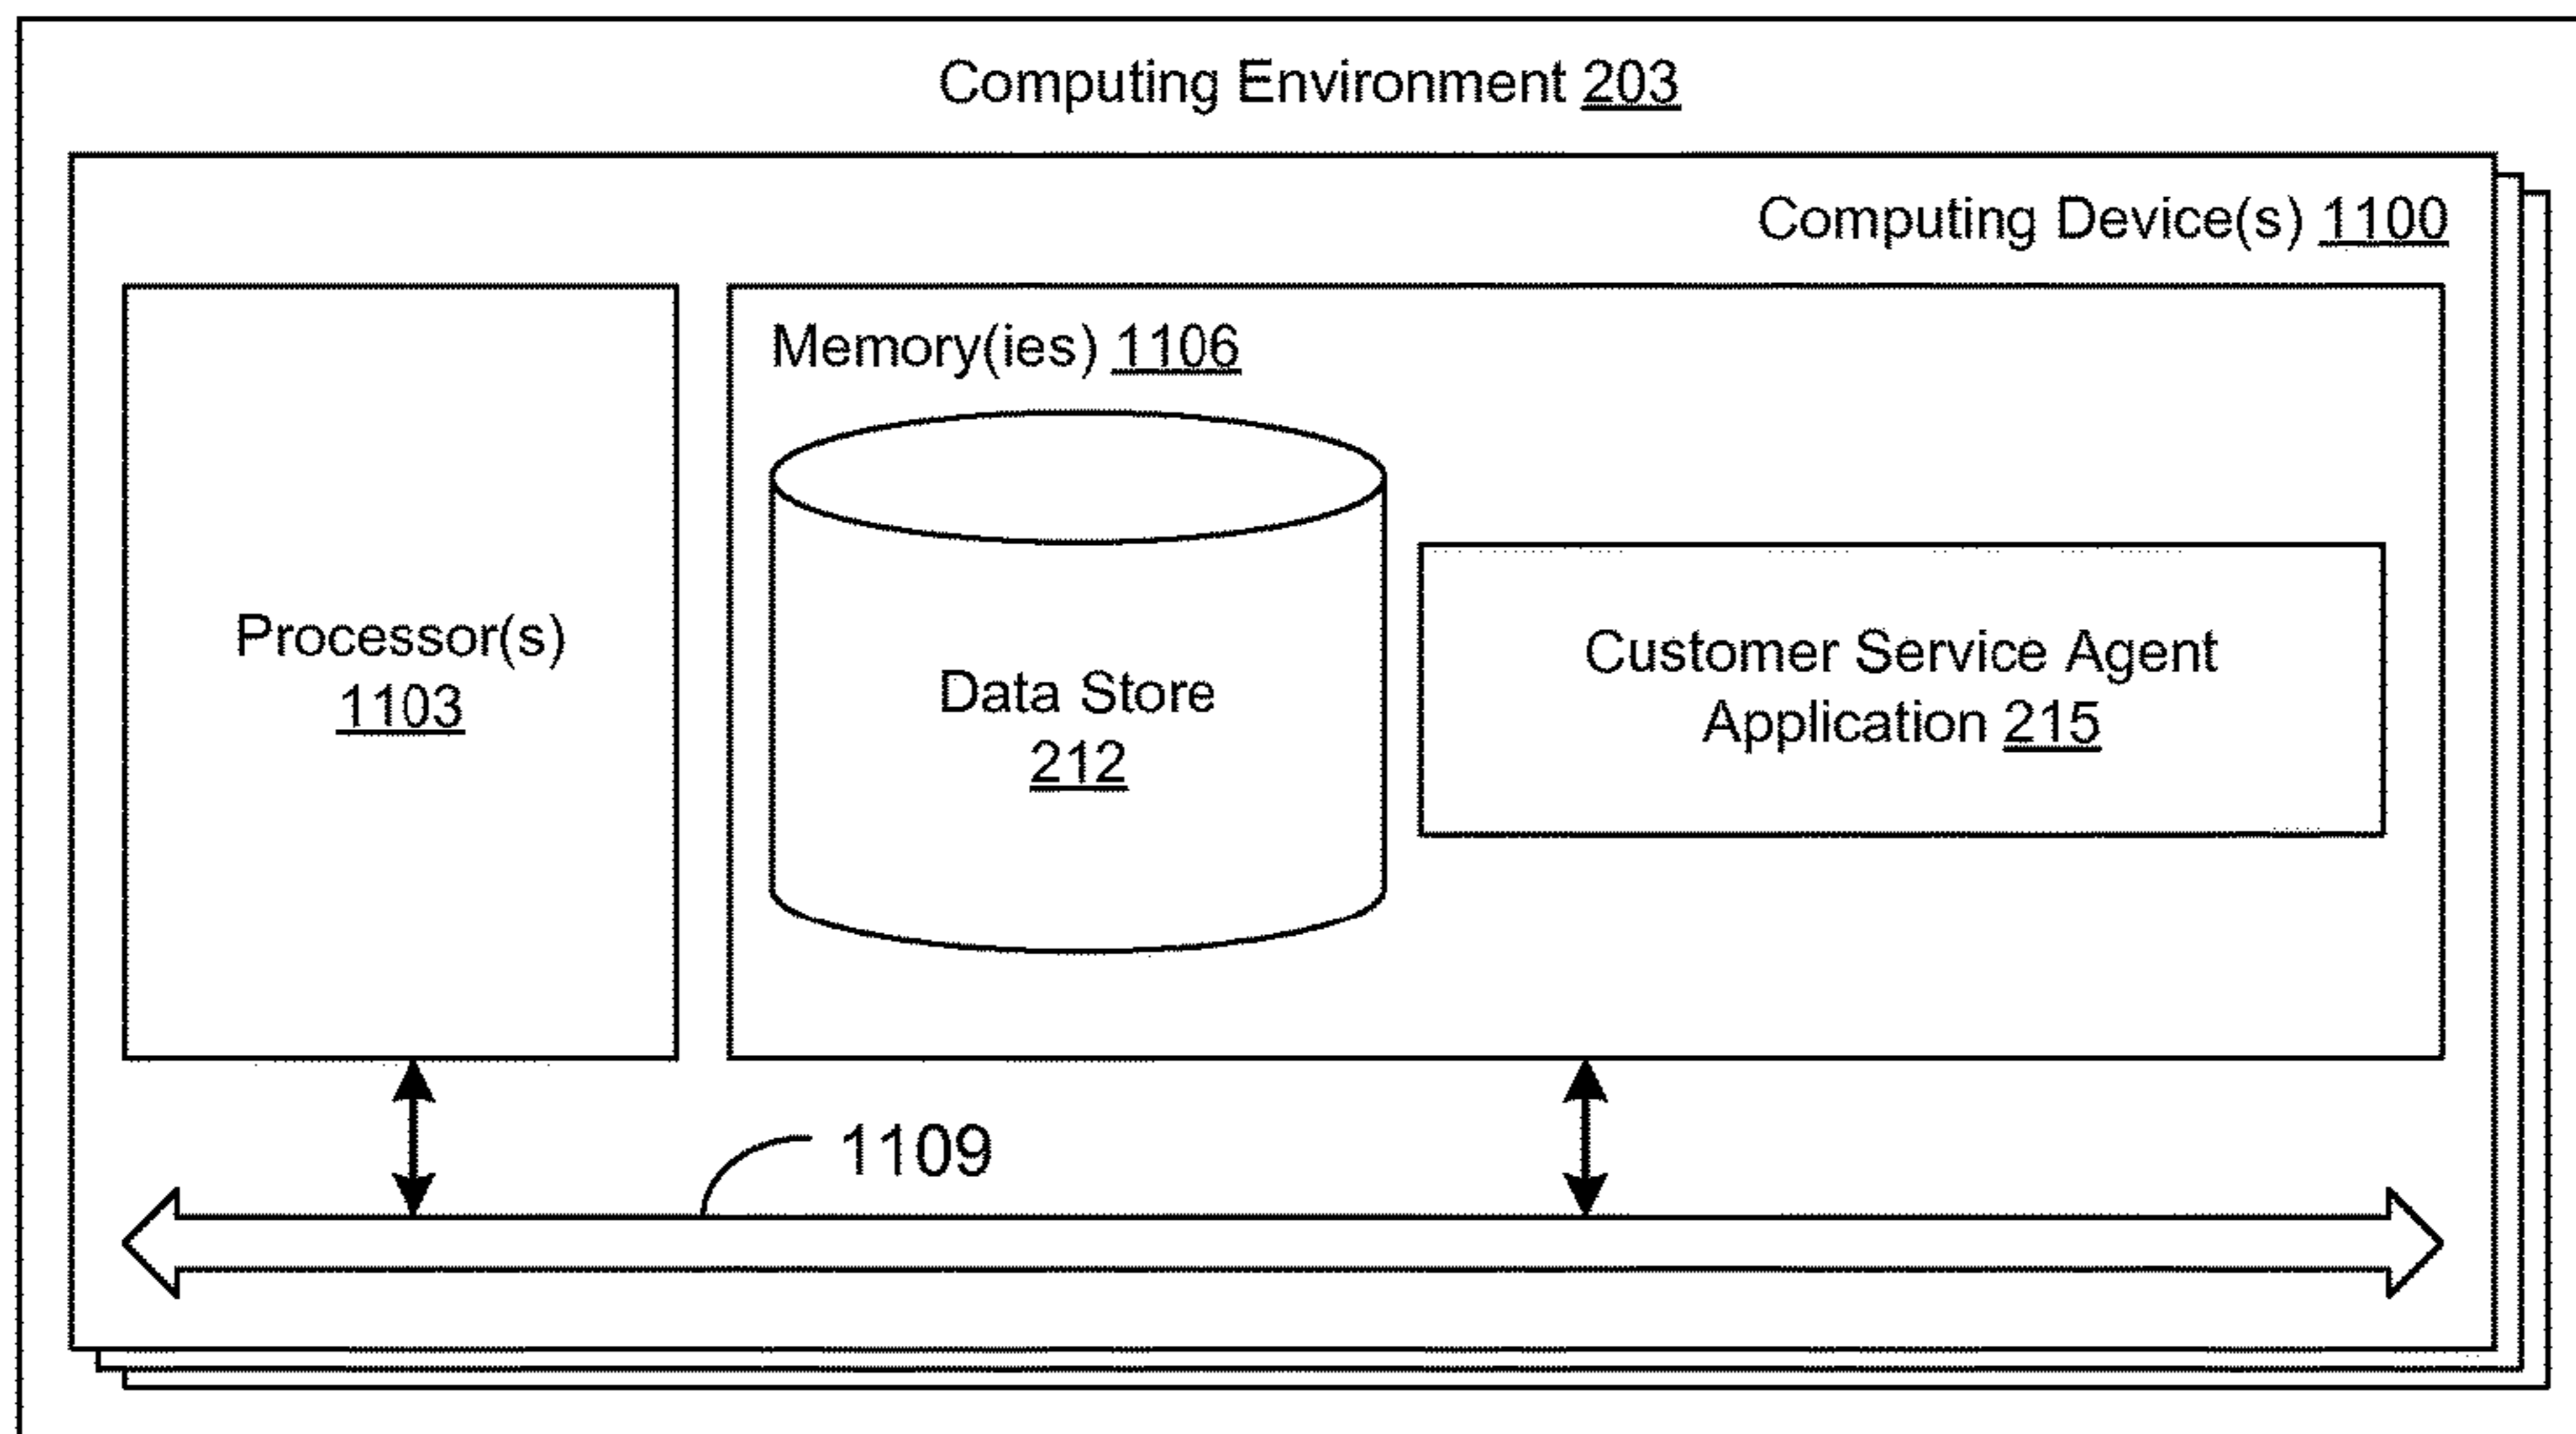 Computing Environment 203
Computing Device(s) 1100
Memory(ies) 1106
Processor(s)
1103
Data Store
212
Customer Service Agent
Application 215
1109